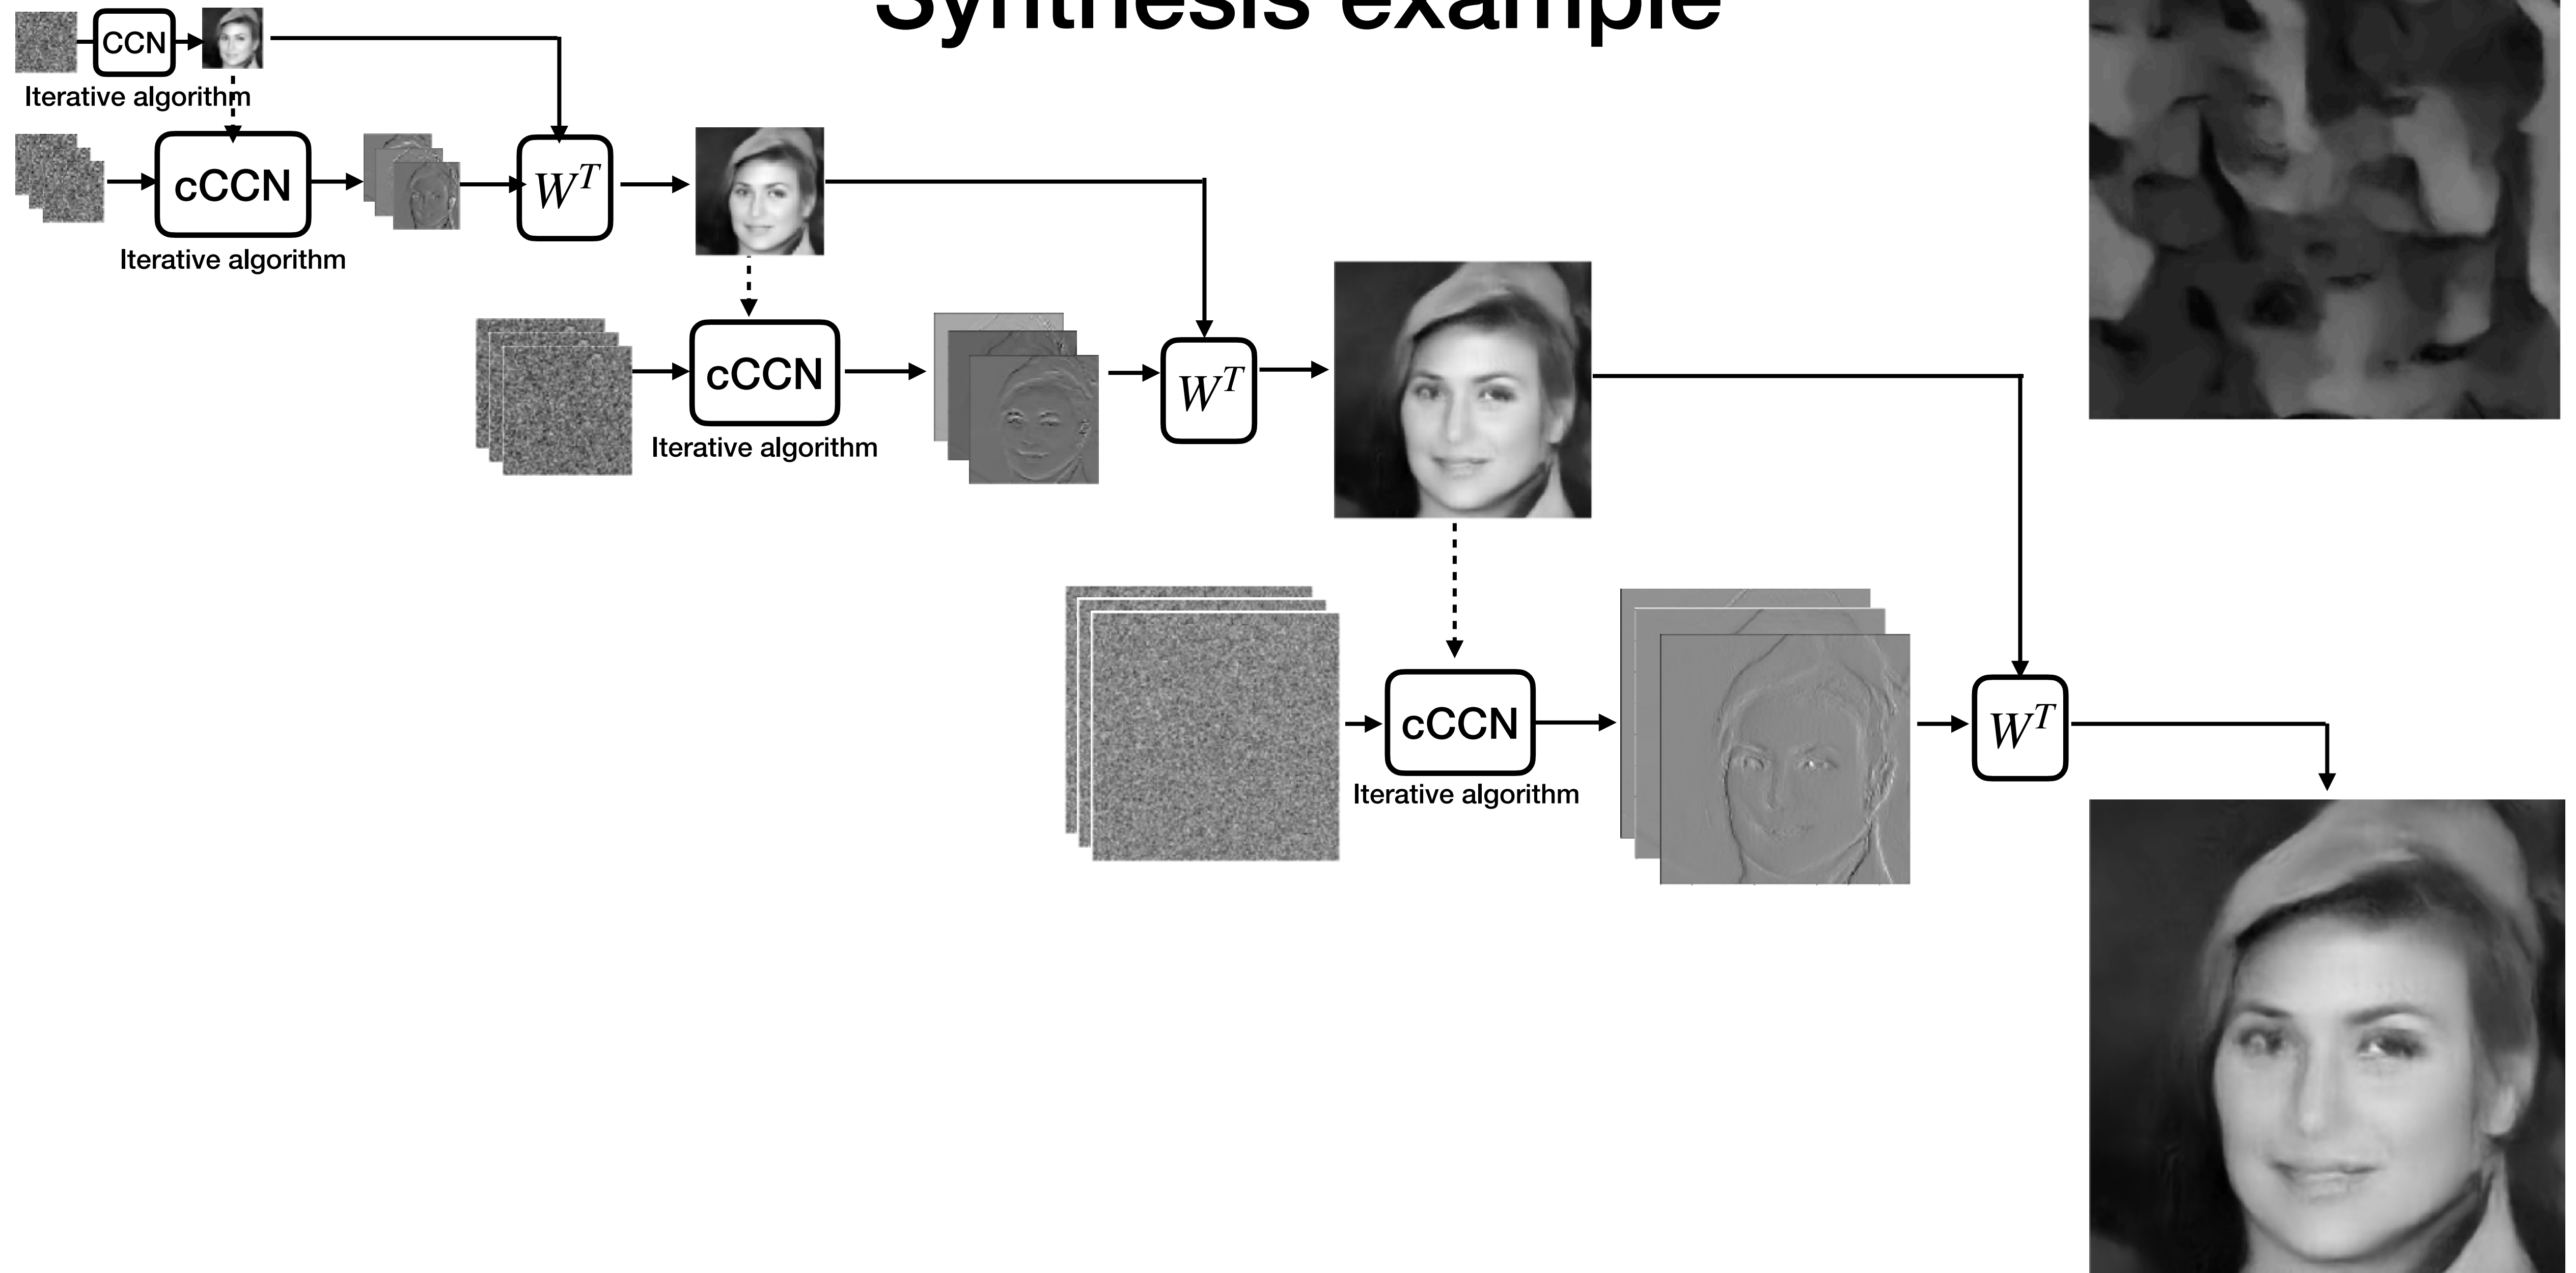 Synthesis example
CCN
Iterative algorithm
cCCN
W^T
Iterative algorithm
cCCN
W^T
Iterative algorithm
cCCN
W^T
Iterative algorithm